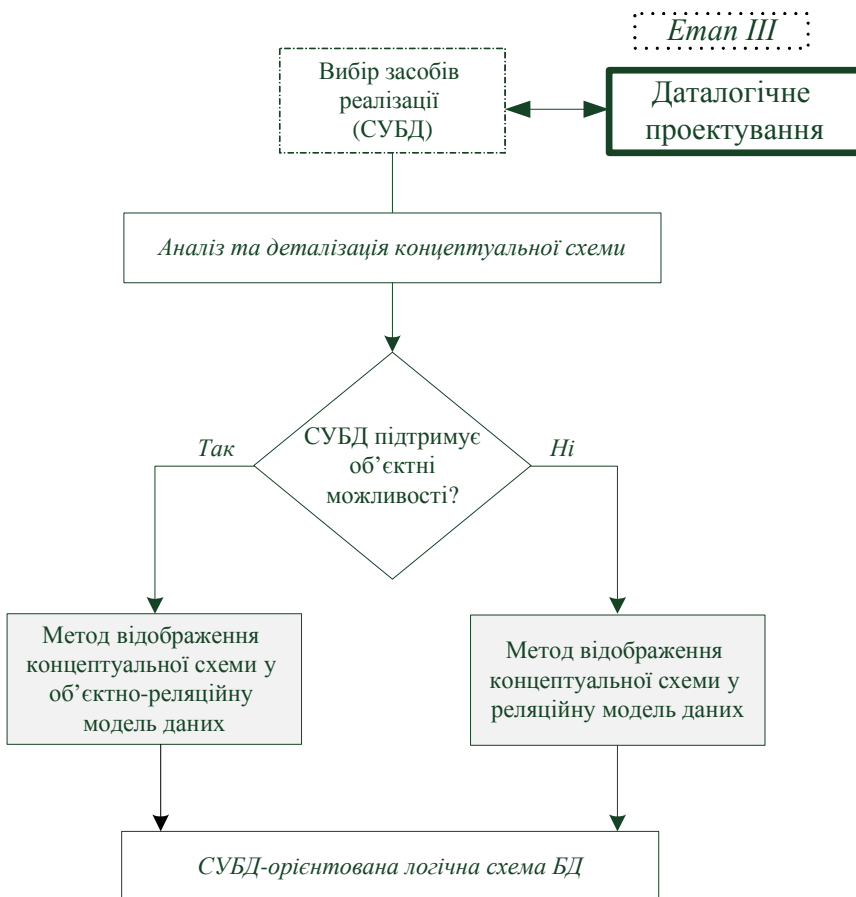 Етап III
Вибір засобів
реалізації
(СУБД)
Даталогічне
проектування
Аналіз та деталізація концептуальної схеми
СУБД підтримує
об’єктні
можливості?
Так
Ні
Метод відображення
концептуальної схеми у
об’єктно-реляційну
модель даних
Метод відображення
концептуальної схеми у
реляційну модель даних
СУБД-орієнтована логічна схема БД